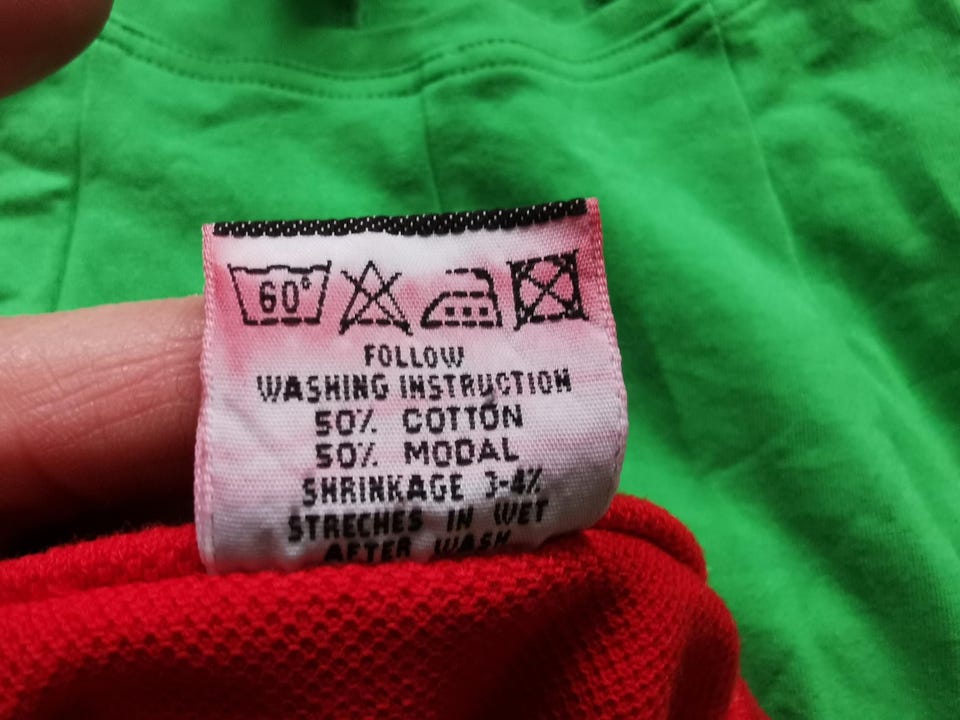 60°
FOLLOW
WASHING INSTRUCTION
50% COTTON
50% MODAL
SHRINKAGE 3-4%
STRECHES IN WET
AFTER WASH